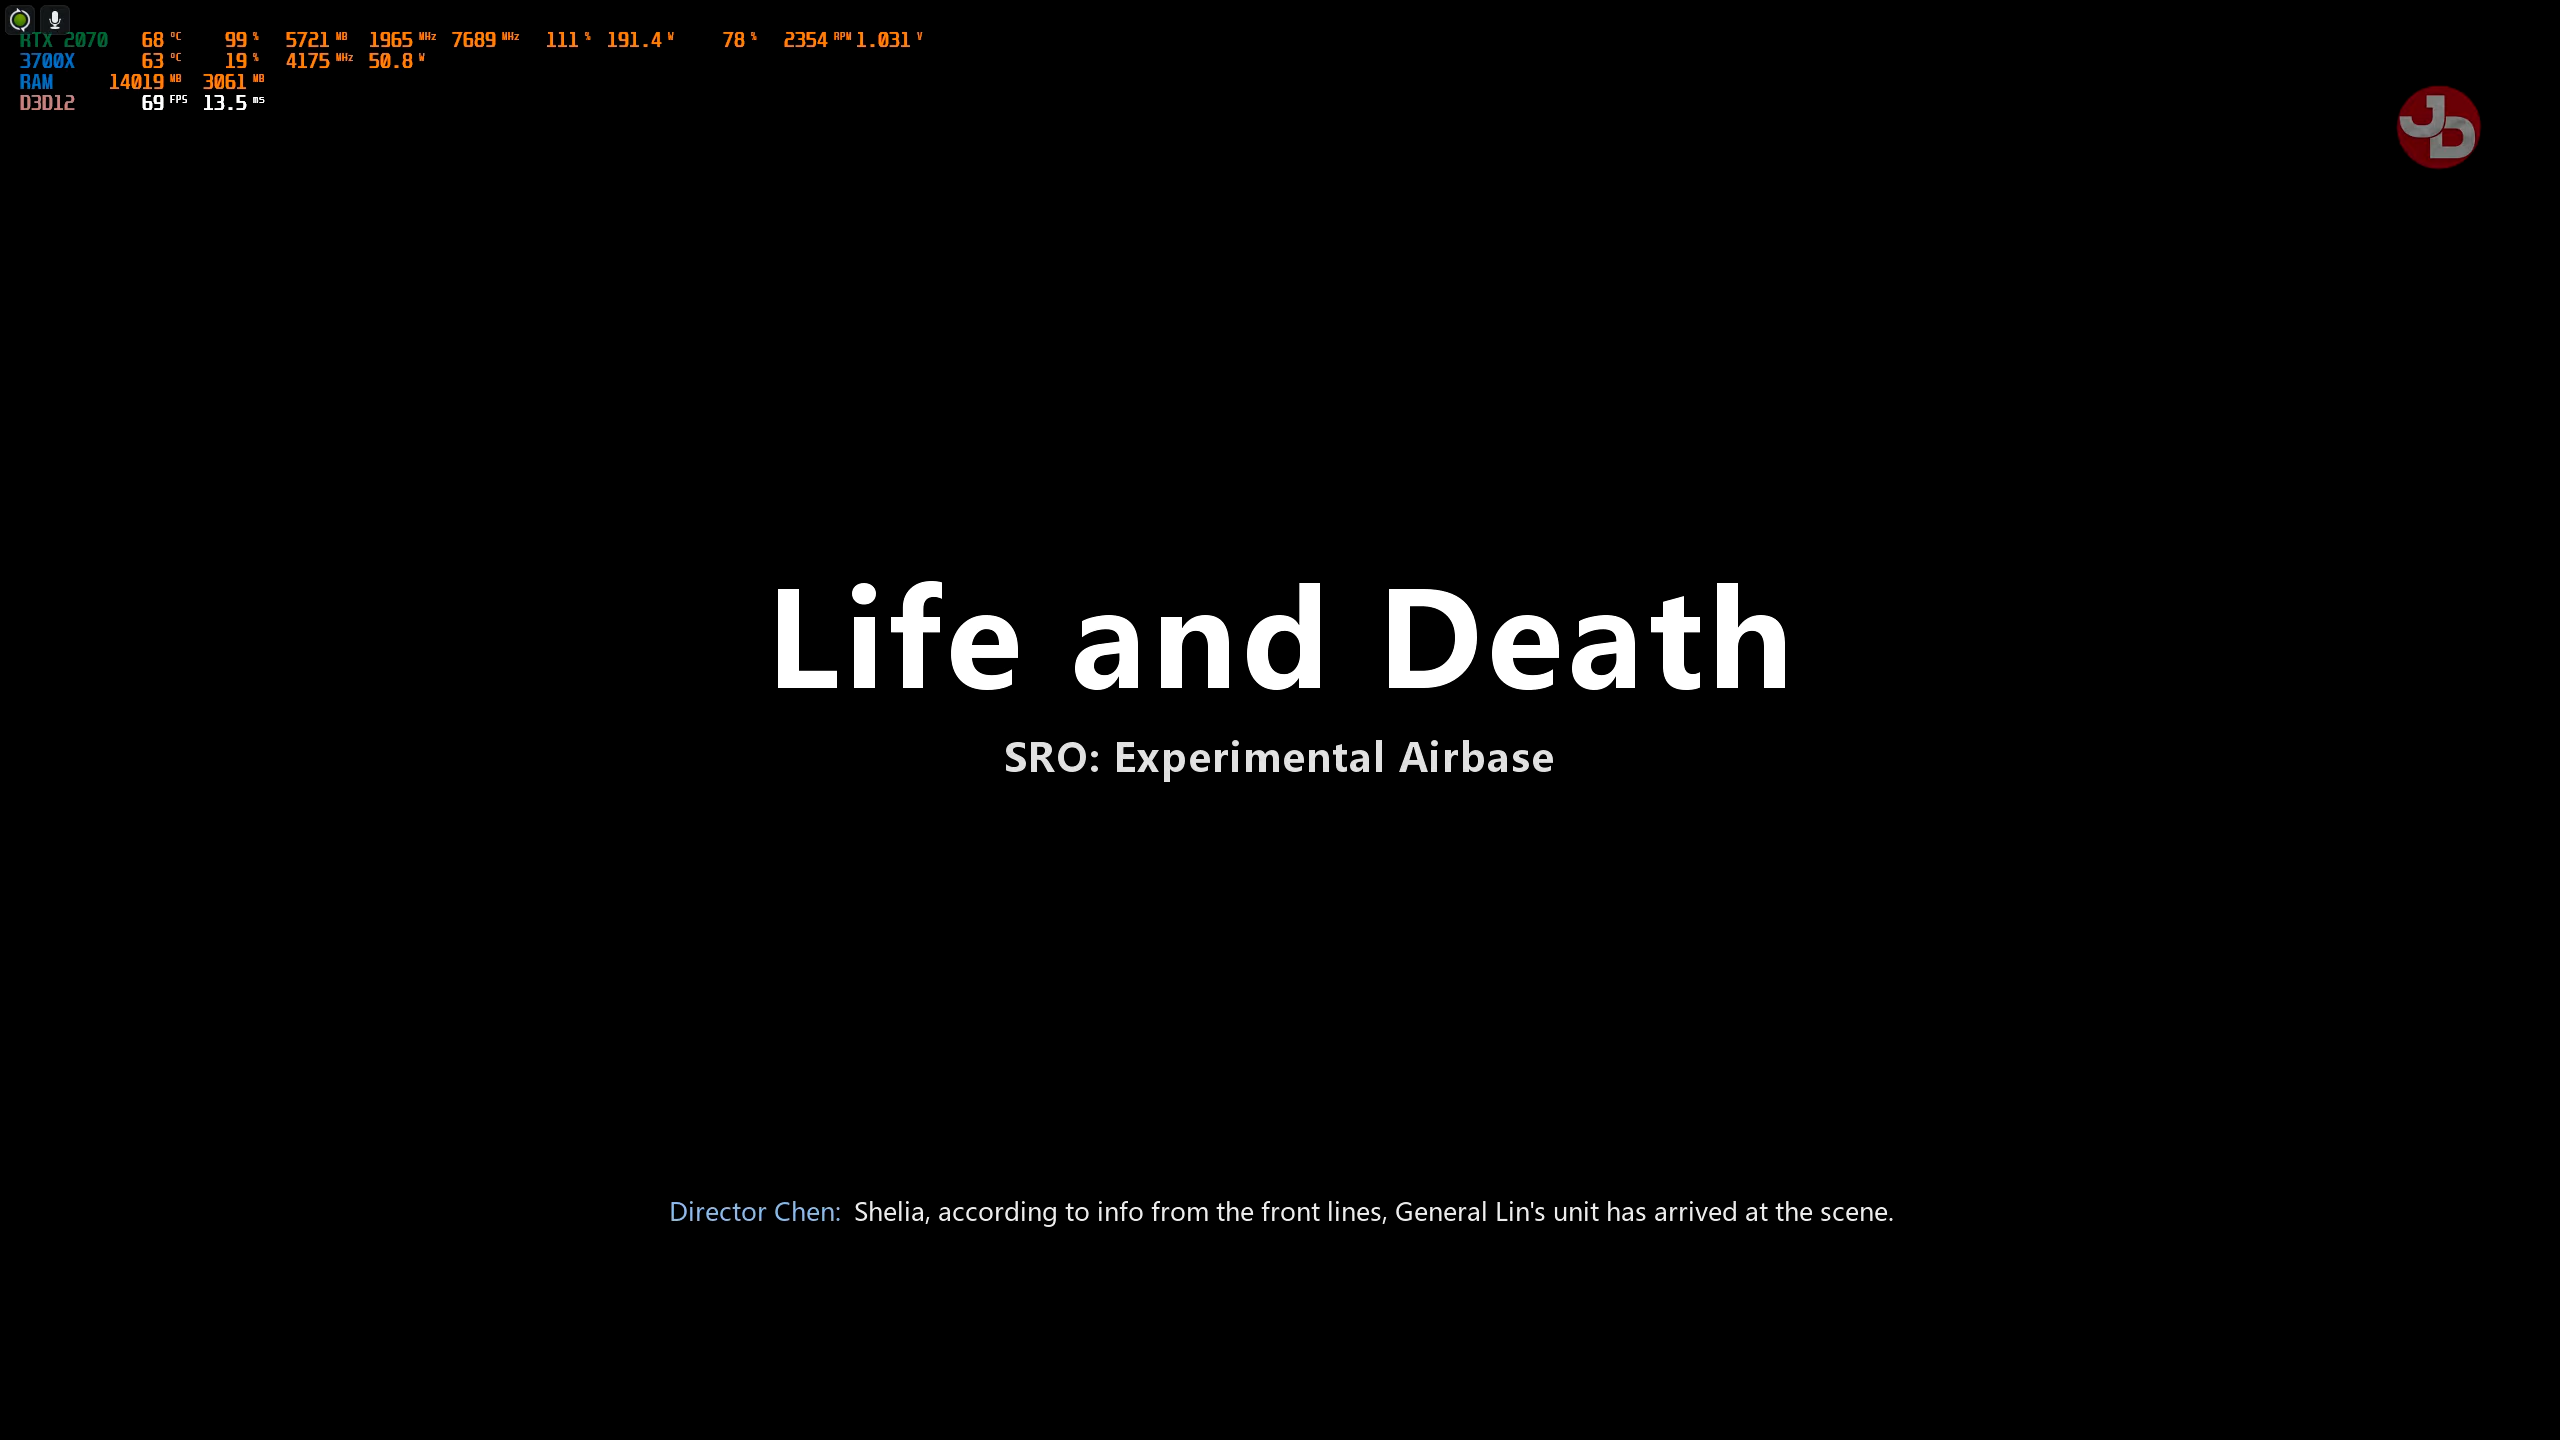 RTX 2070 68 °C 99 % 5721 MB 1965 MHz 7689 MHz 111 % 191.4 W 78 % 2354 RPM 1.031 V
3700X 63 °C 19 % 4175 MHz 50.8 W
RAM 14019 MB 3061 MB
D3D12 69 FPS 13.5 ms
JD
Life and Death
SRO: Experimental Airbase
Director Chen: Shelia, according to info from the front lines, General Lin's unit has arrived at the scene.